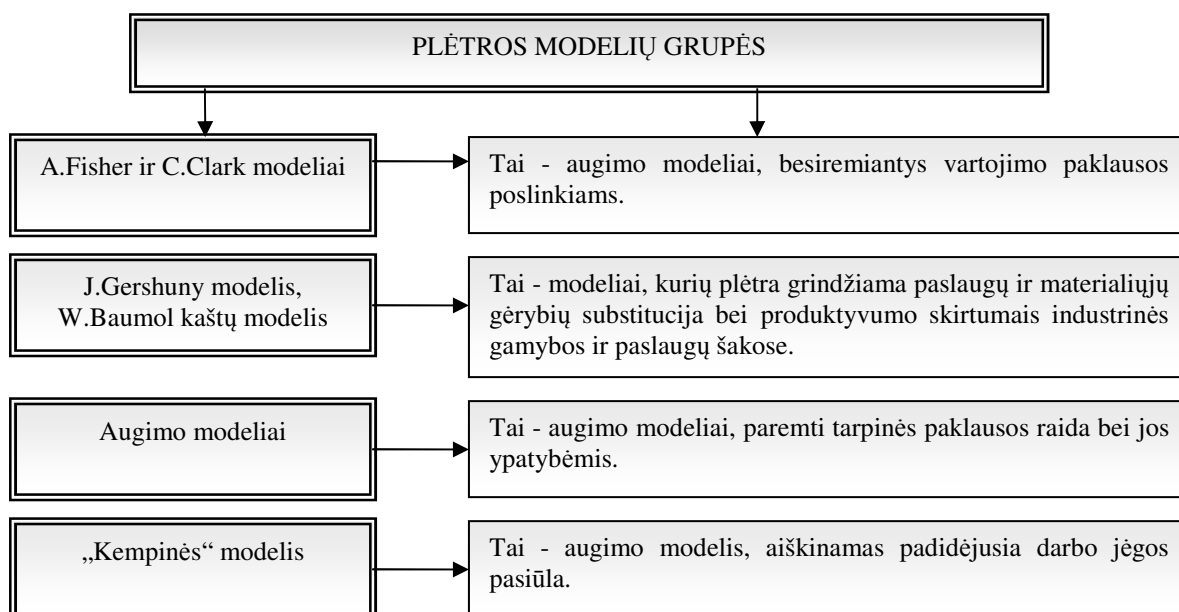 PLĖTROS MODELIŲ GRUPĖS
A.Fisher ir C.Clark modeliai
Tai - augimo modeliai, besiremiantys vartojimo paklausos
poslinkiams.
J.Gershuny modelis,
W.Baumol kaštų modelis
Tai - modeliai, kurių plėtra grindžiama paslaugų ir materialiųjų
gėrybių substitucija bei produktyvumo skirtumais industrinės
gamybos ir paslaugų šakose.
Augimo modeliai
Tai - augimo modeliai, paremti tarpinės paklausos raida bei jos
ypatybėmis.
„Kempinės“ modelis
Tai - augimo modelis, aiškinamas padidėjusia darbo jėgos
pasiūla.